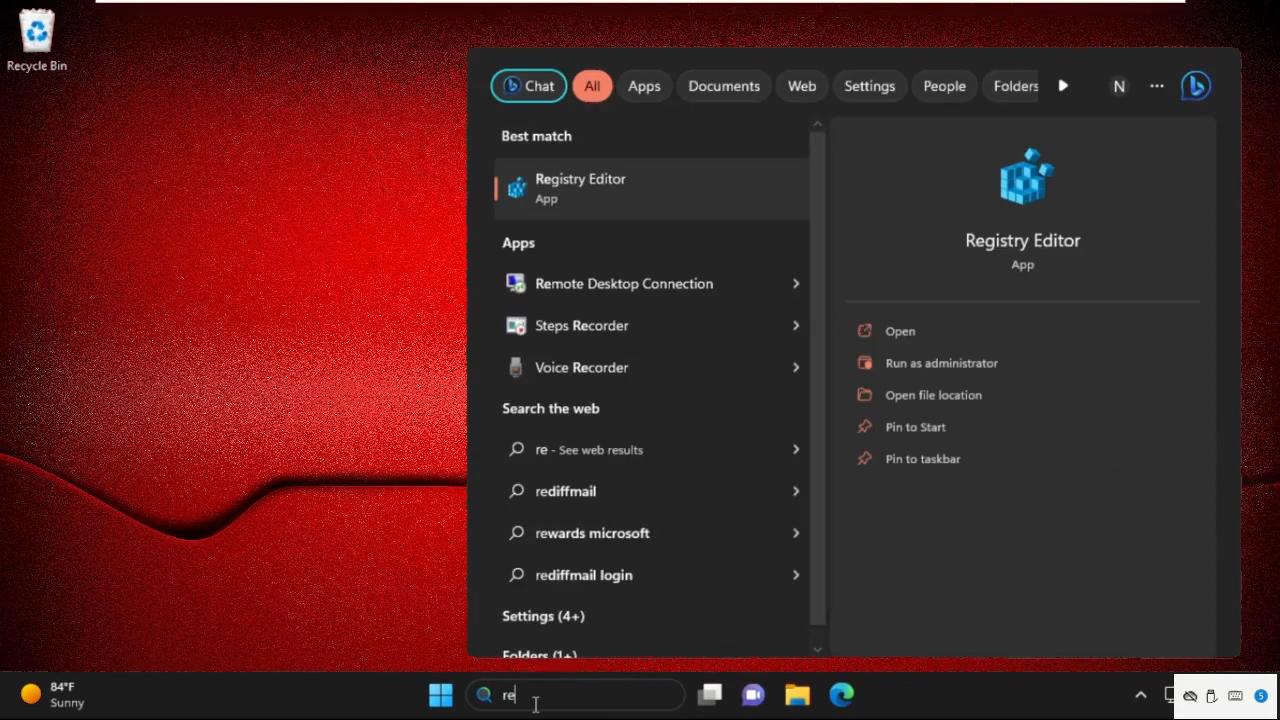 Recycle Bin
Chat All Apps Documents Web Settings People Folders N ...
Best match
Registry Editor
App
Apps
Remote Desktop Connection
Steps Recorder
Voice Recorder
Search the web
re - See web results
rediffmail
rewards microsoft
rediffmail login
Settings (4+)
Folders (1+)
Registry Editor
App
Open
Run as administrator
Open file location
Pin to Start
Pin to taskbar
84°F
Sunny
re
5